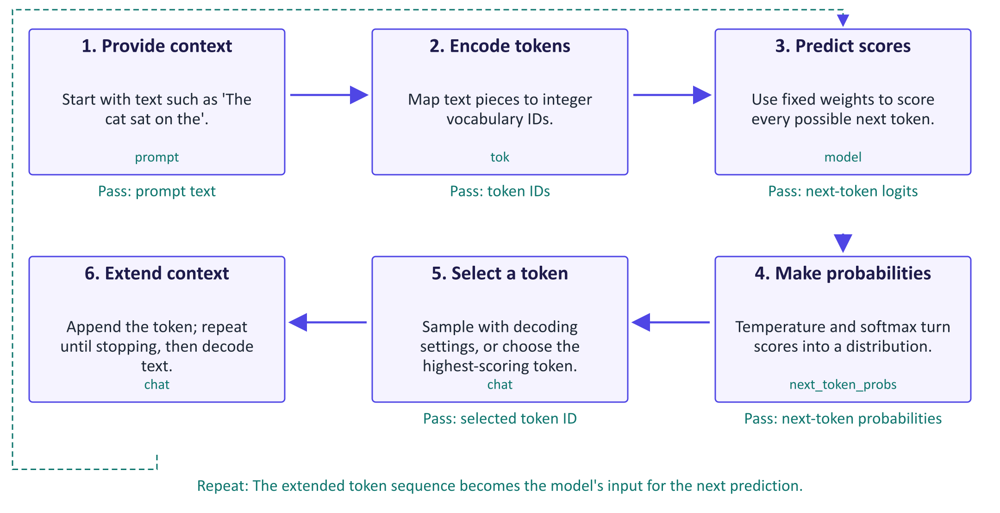 1. Provide context
Start with text such as 'The
cat sat on the'.
prompt
Pass: prompt text
2. Encode tokens
Map text pieces to integer
vocabulary IDs.
tok
Pass: token IDs
3. Predict scores
Use fixed weights to score
every possible next token.
model
Pass: next-token logits
4. Make probabilities
Temperature and softmax turn
scores into a distribution.
next_token_probs
Pass: next-token probabilities
5. Select a token
Sample with decoding
settings, or choose the
highest-scoring token.
chat
Pass: selected token ID
6. Extend context
Append the token; repeat
until stopping, then decode
text.
chat
Repeat: The extended token sequence becomes the model's input for the next prediction.